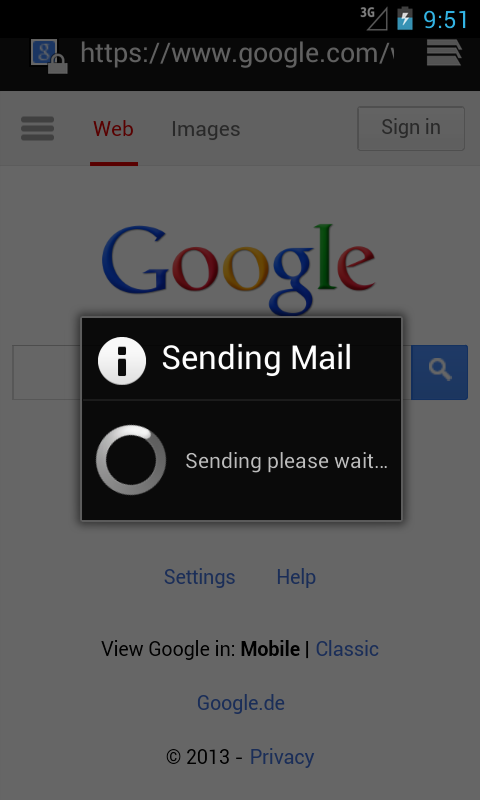 3G 9:51
https://www.google.com/
Web Images Sign in
Google
Sending Mail
Sending please wait...
Settings Help
View Google in: Mobile | Classic
Google.de
© 2013 - Privacy